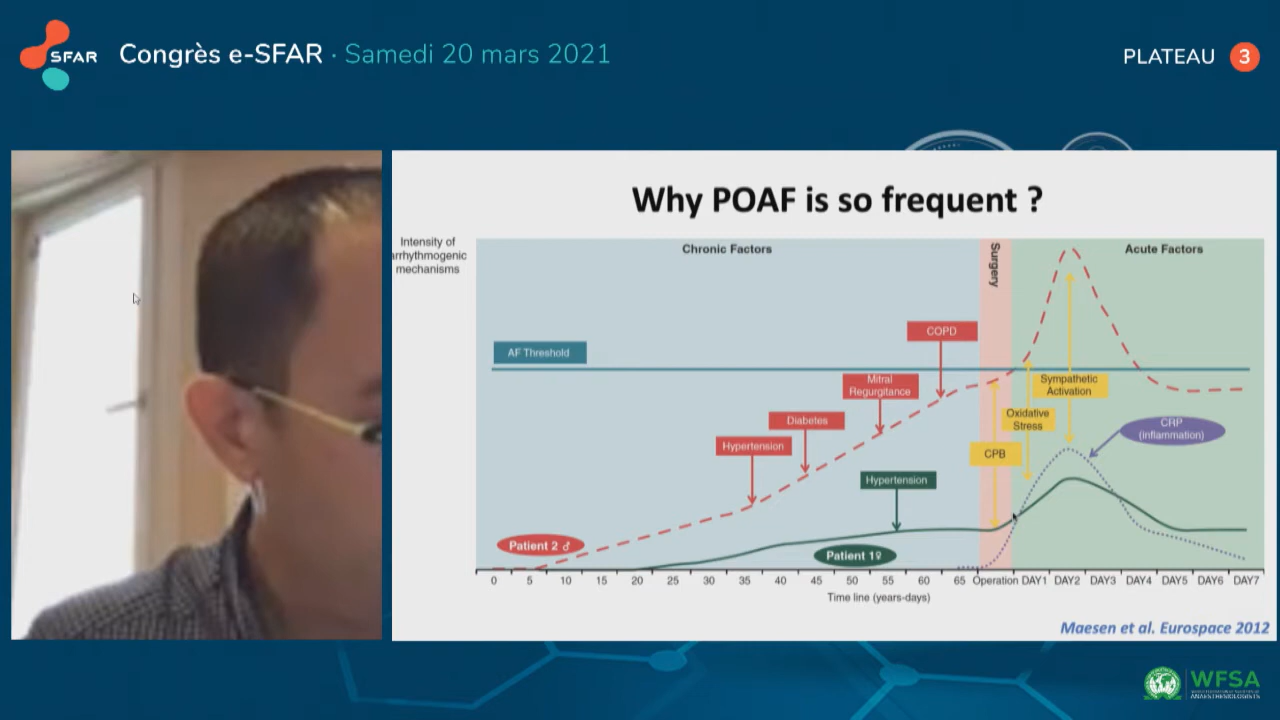 SFAR
Congrès e-SFAR · Samedi 20 mars 2021
PLATEAU 3
Why POAF is so frequent ?
Intensity of
arrhythmogenic
mechanisms
Chronic Factors
Surgery
Acute Factors
COPD
AF Threshold
Mitral
Regurgitance
Sympathetic
Activation
Diabetes
Oxidative
Stress
CRP
(inflammation)
Hypertension
CPB
Hypertension
Patient 2 ♂
Patient 1♀
0 5 10 15 20 25 30 35 40 45 50 55 60 65 Operation DAY1 DAY2 DAY3 DAY4 DAY5 DAY6 DAY7
Time line (years-days)
Maesen et al. Eurospace 2012
WFSA
ANAESTHESIOLOGISTS